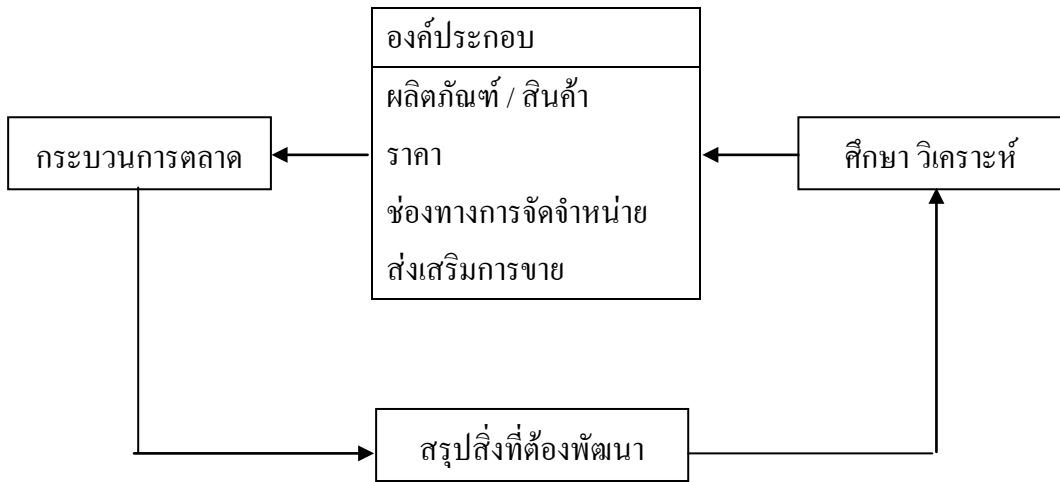 องค์ประกอบ
ผลิตภัณฑ์ / สินค้า
ราคา
ช่องทางการจัดจำหน่าย
ส่งเสริมการขาย
กระบวนการตลาด
ศึกษา วิเคราะห์
สรุปสิ่งที่ต้องพัฒนา